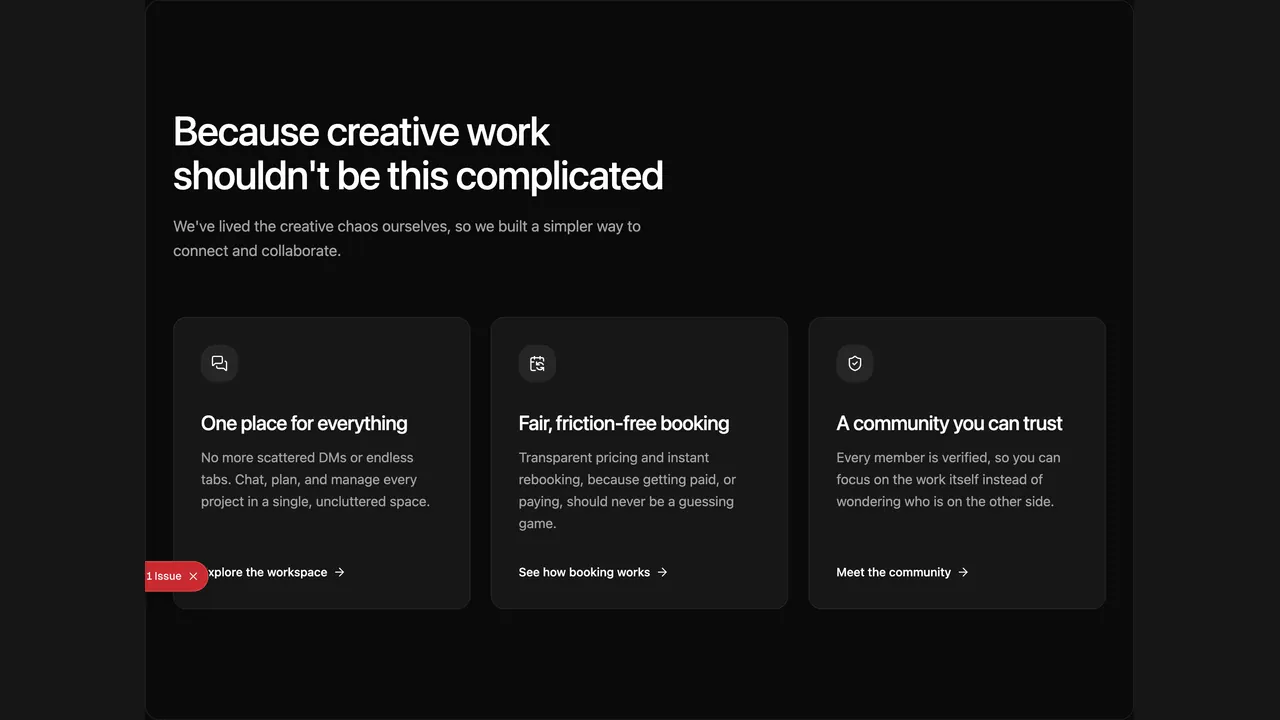 Because creative work
shouldn't be this complicated
We've lived the creative chaos ourselves, so we built a simpler way to
connect and collaborate.
One place for everything
No more scattered DMs or endless
tabs. Chat, plan, and manage every
project in a single, uncluttered space.
xplore the workspace →
Fair, friction-free booking
Transparent pricing and instant
rebooking, because getting paid, or
paying, should never be a guessing
game.
See how booking works →
A community you can trust
Every member is verified, so you can
focus on the work itself instead of
wondering who is on the other side.
Meet the community →
1 Issue ×